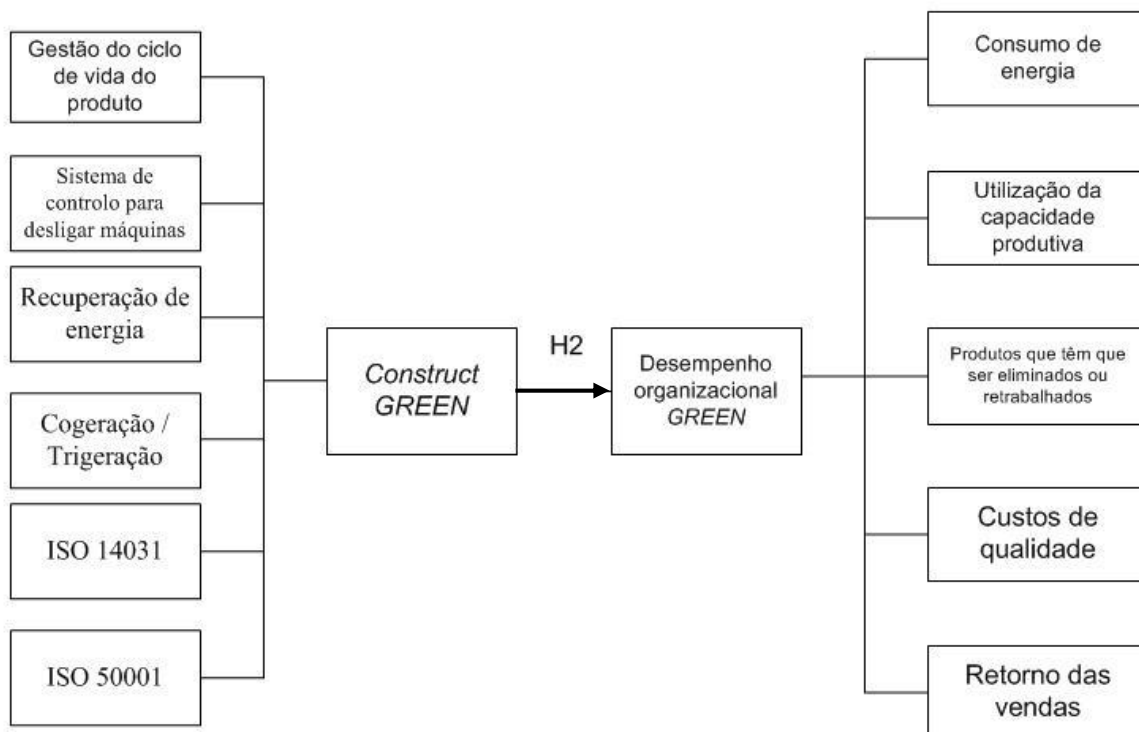 Gestão do ciclo
de vida do
produto
Sistema de
controlo para
desligar máquinas
Recuperação de
energia
Cogeração /
Trigeração
ISO 14031
ISO 50001
Construct
GREEN
H2
Desempenho
organizacional
GREEN
Consumo de
energia
Utilização da
capacidade
produtiva
Produtos que têm que
ser eliminados ou
retrabalhados
Custos de
qualidade
Retorno das
vendas